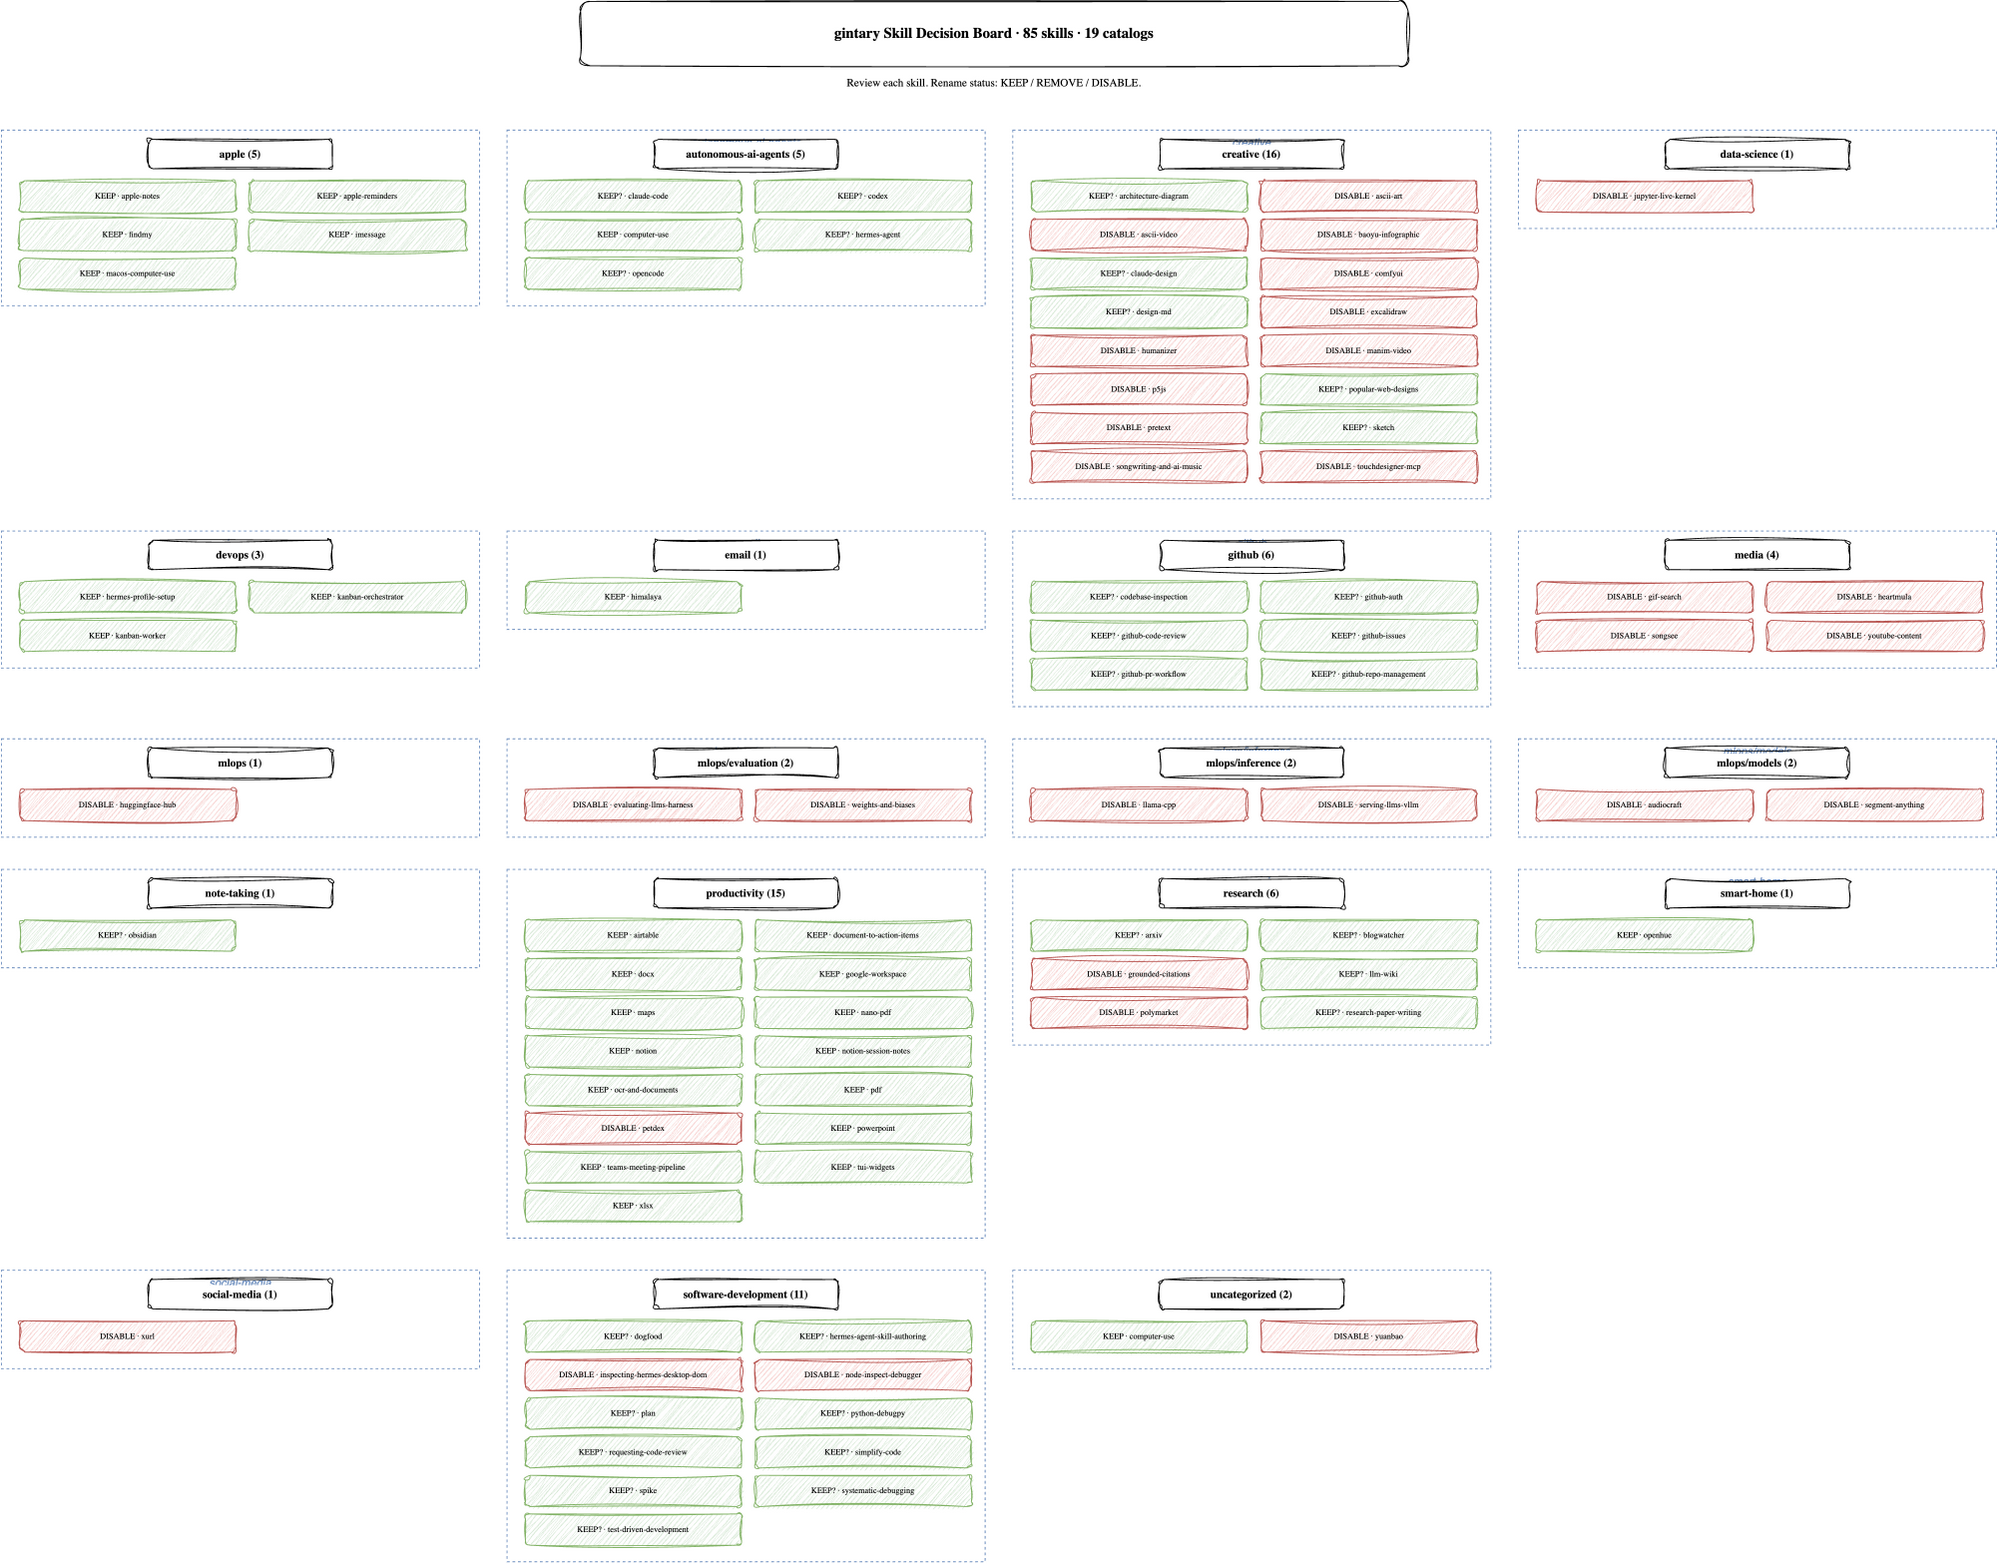 gintary Skill Decision Board · 85 skills · 19 catalogs
Review each skill. Rename status: KEEP / REMOVE / DISABLE.
apple (5)
KEEP · apple-notes
KEEP · apple-reminders
KEEP · findmy
KEEP · imessage
KEEP · macos-computer-use
autonomous-ai-agents (5)
KEEP? · claude-code
KEEP? · codex
KEEP · computer-use
KEEP? · hermes-agent
KEEP? · opencode
creative
creative (16)
KEEP? · architecture-diagram
DISABLE · ascii-art
DISABLE · ascii-video
DISABLE · baoyu-infographic
KEEP? · claude-design
DISABLE · comfyui
KEEP? · design-md
DISABLE · excalidraw
DISABLE · humanizer
DISABLE · manim-video
DISABLE · p5js
KEEP? · popular-web-designs
DISABLE · pretext
KEEP? · sketch
DISABLE · songwriting-and-ai-music
DISABLE · touchdesigner-mcp
data-science (1)
DISABLE · jupyter-live-kernel
devops (3)
KEEP · hermes-profile-setup
KEEP · kanban-orchestrator
KEEP · kanban-worker
email (1)
KEEP · himalaya
github (6)
KEEP? · codebase-inspection
KEEP? · github-auth
KEEP? · github-code-review
KEEP? · github-issues
KEEP? · github-pr-workflow
KEEP? · github-repo-management
media (4)
DISABLE · gif-search
DISABLE · heartmula
DISABLE · songsee
DISABLE · youtube-content
mlops (1)
DISABLE · huggingface-hub
mlops/evaluation (2)
DISABLE · evaluating-llms-harness
DISABLE · weights-and-biases
mlops/inference (2)
DISABLE · llama-cpp
DISABLE · serving-llms-vllm
mlops/models
mlops/models (2)
DISABLE · audiocraft
DISABLE · segment-anything
note-taking (1)
KEEP? · obsidian
productivity (15)
KEEP · airtable
KEEP · document-to-action-items
KEEP · docx
KEEP · google-workspace
KEEP · maps
KEEP · nano-pdf
KEEP · notion
KEEP · notion-session-notes
KEEP · ocr-and-documents
KEEP · pdf
DISABLE · petdex
KEEP · powerpoint
KEEP · teams-meeting-pipeline
KEEP · tui-widgets
KEEP · xlsx
research (6)
KEEP? · arxiv
KEEP? · blogwatcher
DISABLE · grounded-citations
KEEP? · llm-wiki
DISABLE · polymarket
KEEP? · research-paper-writing
smart-home
smart-home (1)
KEEP · openhue
social-media
social-media (1)
DISABLE · xurl
software-development (11)
KEEP? · dogfood
KEEP? · hermes-agent-skill-authoring
DISABLE · inspecting-hermes-desktop-dom
DISABLE · node-inspect-debugger
KEEP? · plan
KEEP? · python-debugpy
KEEP? · requesting-code-review
KEEP? · simplify-code
KEEP? · spike
KEEP? · systematic-debugging
KEEP? · test-driven-development
uncategorized (2)
KEEP · computer-use
DISABLE · yuanbao